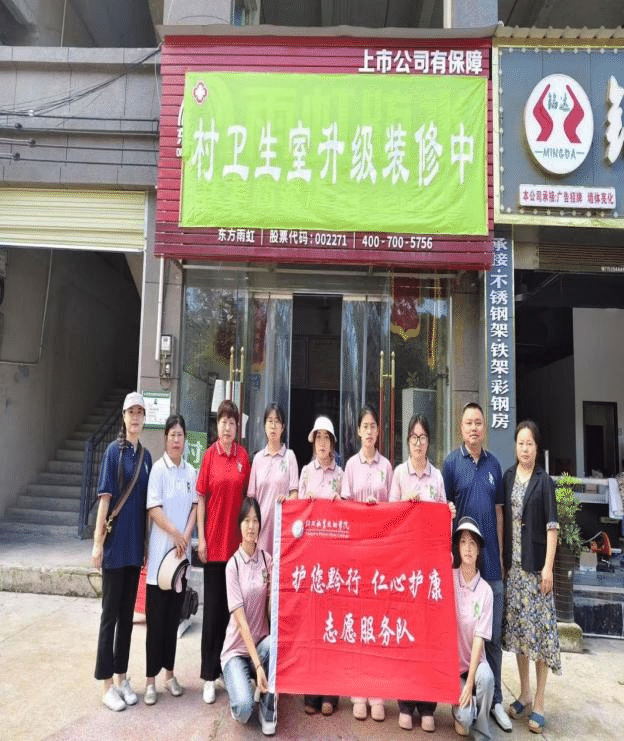 上市公司有保障
村卫生室升级装修中
东方雨虹 | 股票代码:002271 | 400-700-5756
铭达
MINGDA
本公司承接:广告招牌 墙体亮化
承接·不锈钢架·铁架·彩钢房
护您黔行 仁心护康
志愿服务队